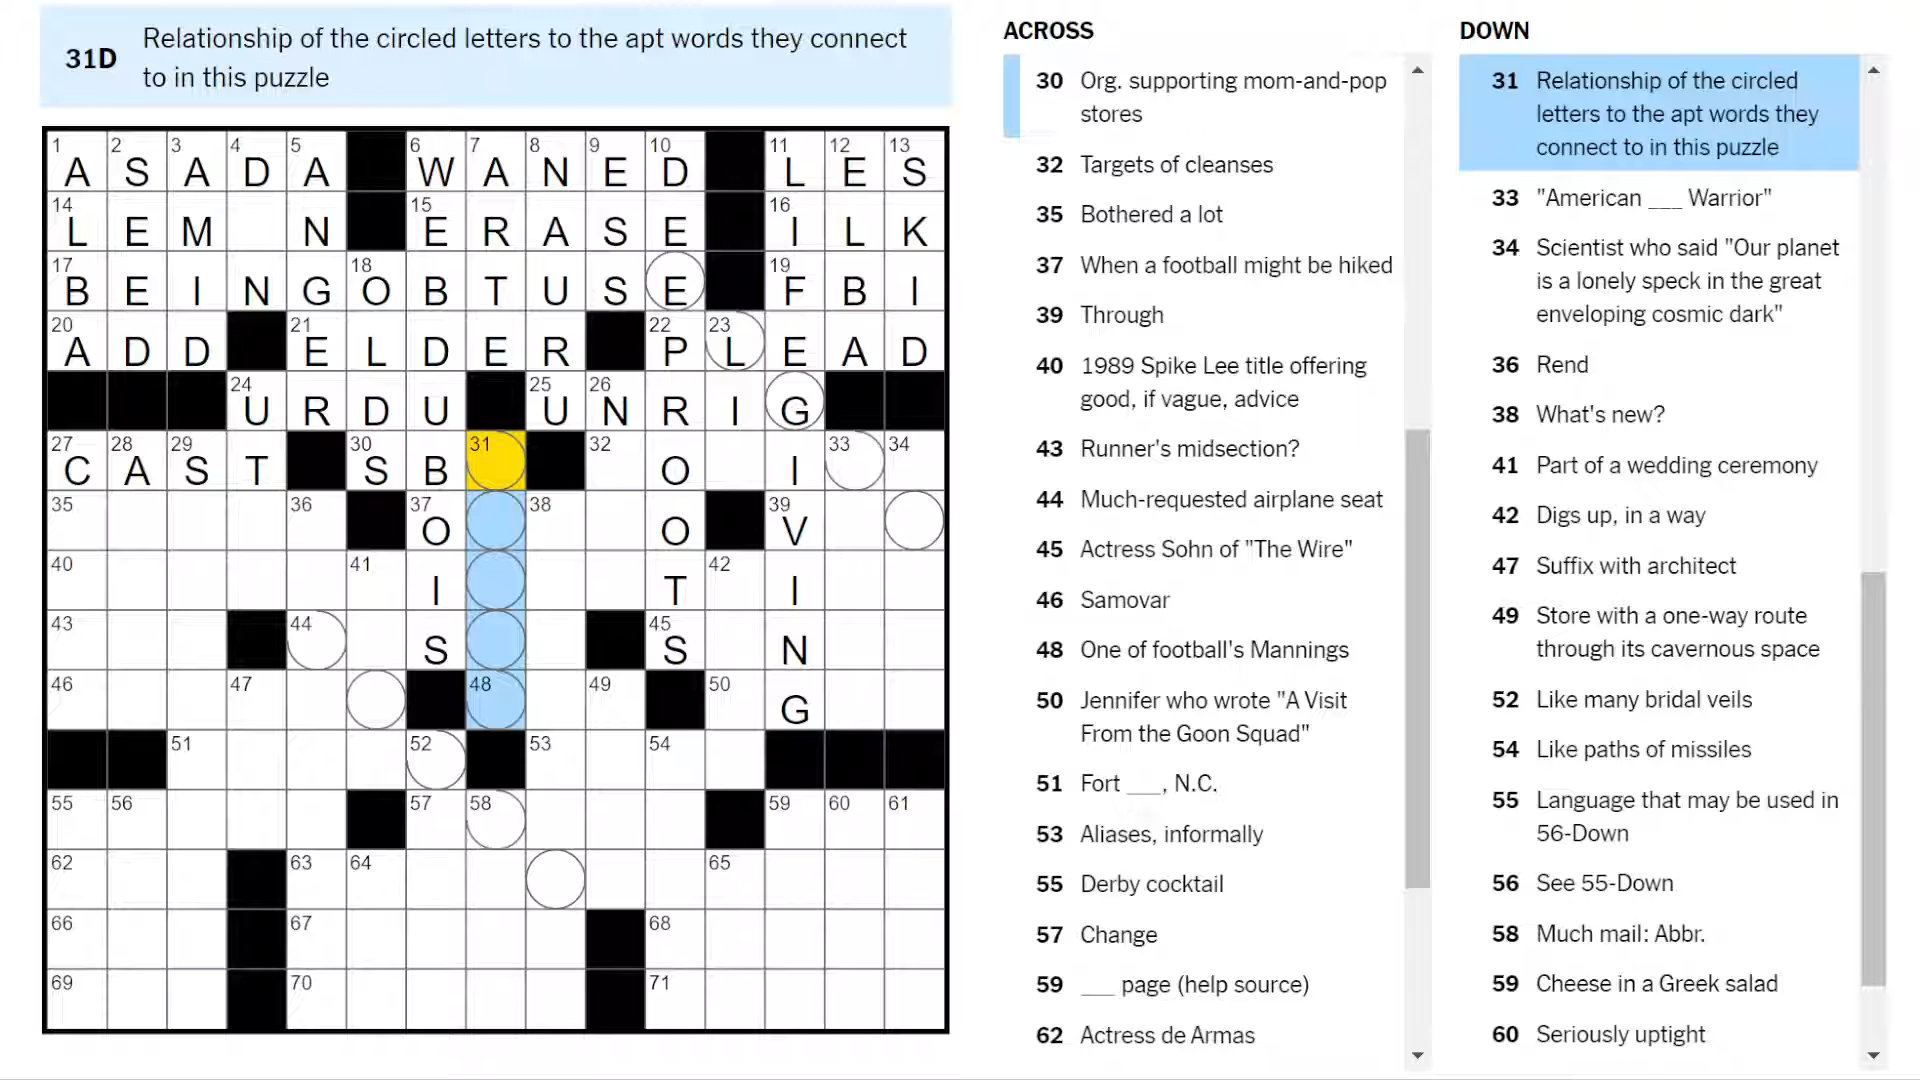 31D
Relationship of the circled letters to the apt words they connect
to in this puzzle
1 A 2 S 3 A 4 D 5 A 6 W 7 A 8 N 9 E 10 D 11 L 12 E 13 S
14 L E M N 15 E R A S E 16 I L K
17 B E I N G 18 O B T U S E 19 F B I
20 A D D 21 E L D E R 22 P 23 L E A D
24 U R D U 25 U 26 N R I G
27 C 28 A 29 S T 30 S B 31 32 O I 33 34
35 36 37 O 38 O 39 V
40 41 I T 42 I
43 44 S 45 S N
46 47 48 49 50 G
51 52 53 54
55 56 57 58 59 60 61
62 63 64 65
66 67 68
69 70 71
ACROSS
30 Org. supporting mom-and-pop
stores
32 Targets of cleanses
35 Bothered a lot
37 When a football might be hiked
39 Through
40 1989 Spike Lee title offering
good, if vague, advice
43 Runner's midsection?
44 Much-requested airplane seat
45 Actress Sohn of "The Wire"
46 Samovar
48 One of football's Mannings
50 Jennifer who wrote "A Visit
From the Goon Squad"
51 Fort ___, N.C.
53 Aliases, informally
55 Derby cocktail
57 Change
59 ___ page (help source)
62 Actress de Armas
DOWN
31 Relationship of the circled
letters to the apt words they
connect to in this puzzle
33 "American ___ Warrior"
34 Scientist who said "Our planet
is a lonely speck in the great
enveloping cosmic dark"
36 Rend
38 What's new?
41 Part of a wedding ceremony
42 Digs up, in a way
47 Suffix with architect
49 Store with a one-way route
through its cavernous space
52 Like many bridal veils
54 Like paths of missiles
55 Language that may be used in
56-Down
56 See 55-Down
58 Much mail: Abbr.
59 Cheese in a Greek salad
60 Seriously uptight